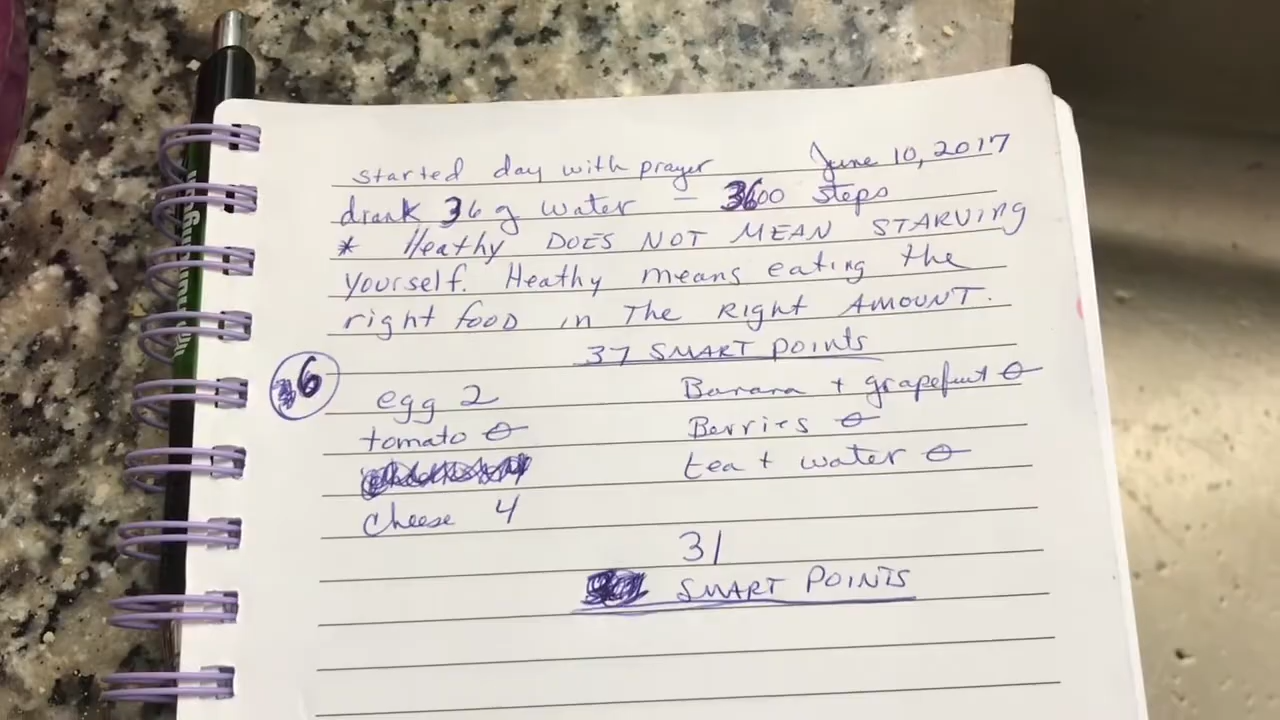 started day with prayer June 10, 2017
drank 36 g water — 3600 steps
* Heathy DOES NOT MEAN STARVING
yourself. Heathy means eating the
right food in The Right AMOUNT.
37 SMART POINTS
6
egg 2 Banana + grapefruit 0
tomato 0 Berries 0
tea + water 0
cheese 4
31
SMART POINTS